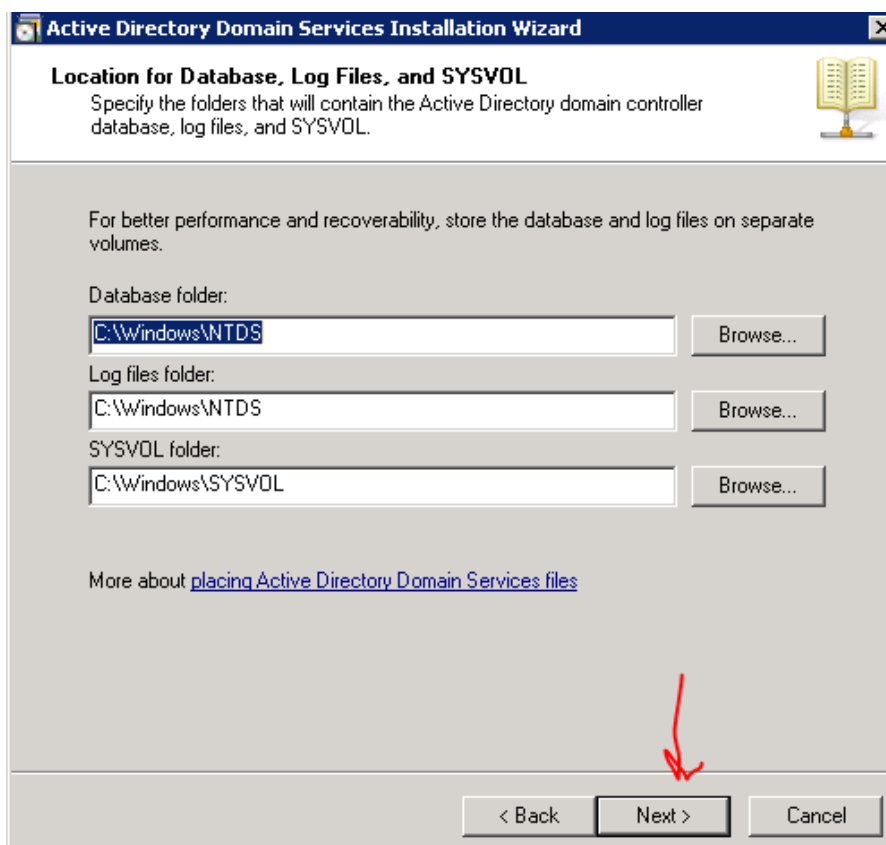 Active Directory Domain Services Installation Wizard
Location for Database, Log Files, and SYSVOL
Specify the folders that will contain the Active Directory domain controller
database, log files, and SYSVOL.
For better performance and recoverability, store the database and log files on separate
volumes.
Database folder:
C:\Windows\NTDS
Browse...
Log files folder:
C:\Windows\NTDS
Browse...
SYSVOL folder:
C:\Windows\SYSVOL
Browse...
More about placing Active Directory Domain Services files
< Back
Next >
Cancel